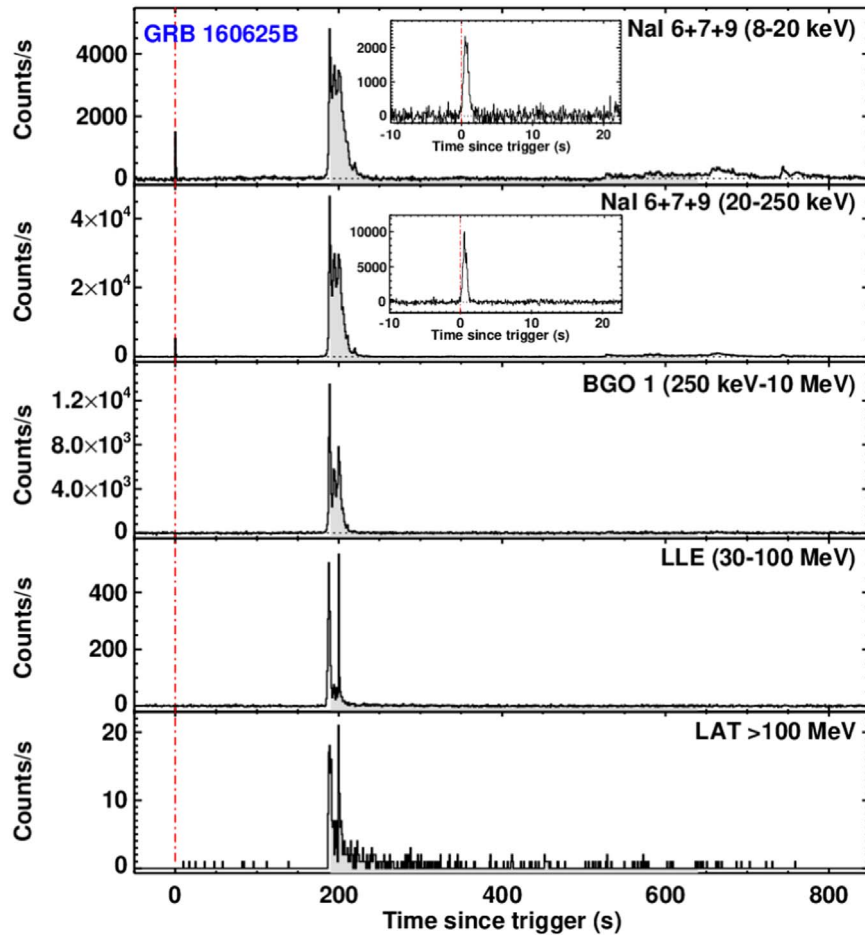 GRB 160625B
NaI 6+7+9 (8-20 keV)
Counts/s
4000
2000
0
2000
1000
0
-10 0 10 20
Time since trigger (s)
NaI 6+7+9 (20-250 keV)
Counts/s
4×10⁴
2×10⁴
0
10000
5000
0
-10 0 10 20
Time since trigger (s)
BGO 1 (250 keV-10 MeV)
Counts/s
1.2×10⁴
8.0×10³
4.0×10³
0
LLE (30-100 MeV)
Counts/s
400
200
0
LAT >100 MeV
Counts/s
20
10
0
0 200 400 600 800
Time since trigger (s)